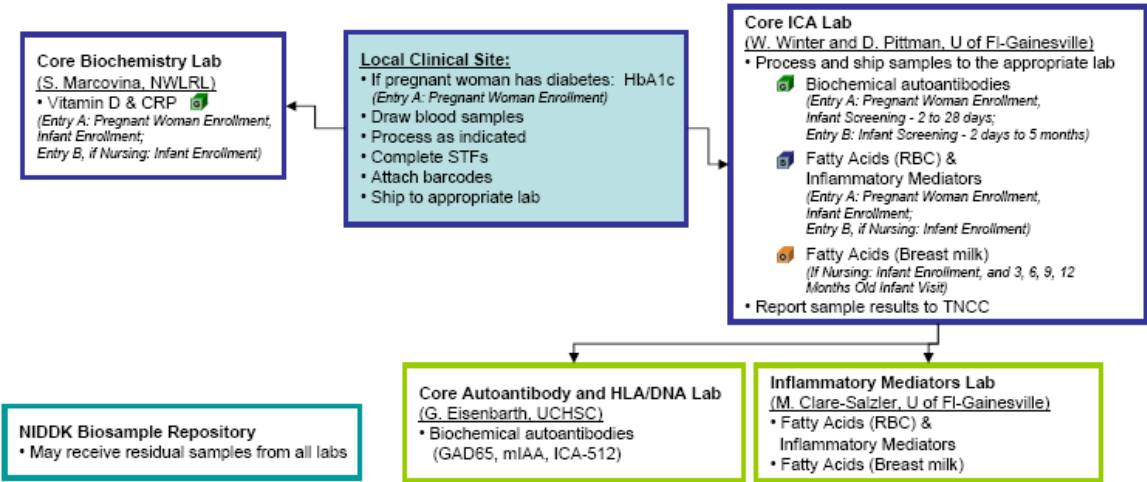 Core Biochemistry Lab
(S. Marcovina, NWLRL)
• Vitamin D & CRP
(Entry A: Pregnant Woman Enrollment,
Infant Enrollment;
Entry B, if Nursing: Infant Enrollment)
Local Clinical Site:
• If pregnant woman has diabetes: HbA1c
(Entry A: Pregnant Woman Enrollment)
• Draw blood samples
• Process as indicated
• Complete STFs
• Attach barcodes
• Ship to appropriate lab
Core ICA Lab
(W. Winter and D. Pittman, U of Fl-Gainesville)
• Process and ship samples to the appropriate lab
Biochemical autoantibodies
(Entry A: Pregnant Woman Enrollment,
Infant Screening - 2 to 28 days;
Entry B: Infant Screening - 2 days to 5 months)
Fatty Acids (RBC) &
Inflammatory Mediators
(Entry A: Pregnant Woman Enrollment,
Infant Enrollment;
Entry B, if Nursing: Infant Enrollment)
Fatty Acids (Breast milk)
(If Nursing: Infant Enrollment, and 3, 6, 9, 12
Months Old Infant Visit)
• Report sample results to TNCC
NIDDK Biosample Repository
• May receive residual samples from all labs
Core Autoantibody and HLA/DNA Lab
(G. Eisenbarth, UCHSC)
• Biochemical autoantibodies
(GAD65, mIAA, ICA-512)
Inflammatory Mediators Lab
(M. Clare-Salzler, U of Fl-Gainesville)
• Fatty Acids (RBC) &
Inflammatory Mediators
• Fatty Acids (Breast milk)